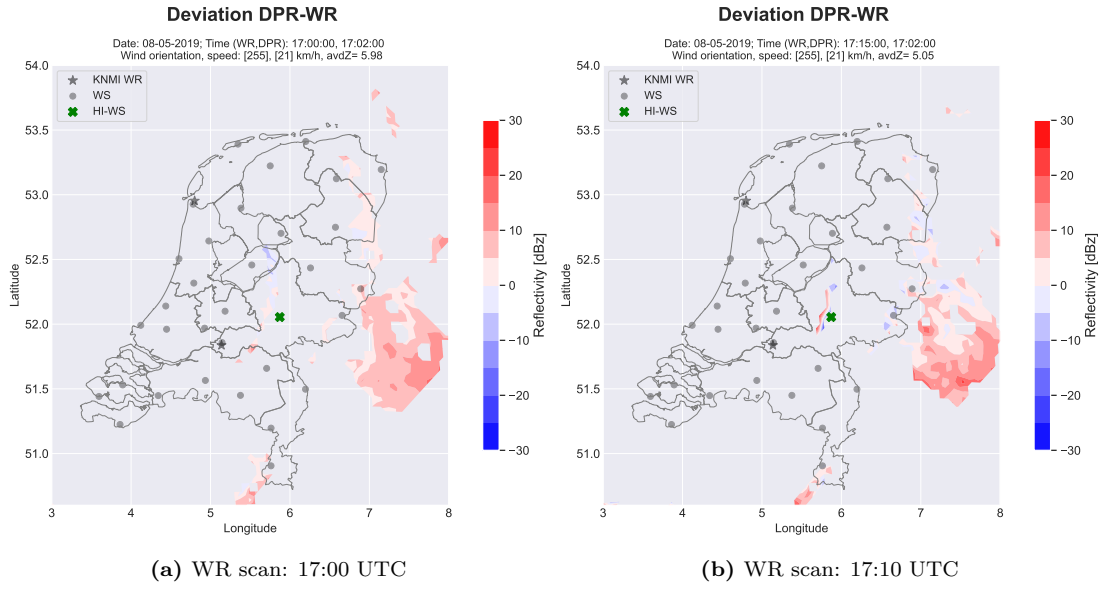 Deviation DPR-WR
Date: 08-05-2019; Time (WR,DPR): 17:00:00, 17:02:00
Wind orientation, speed: [255], [21] km/h, avdZ= 5.98
KNMI WR
WS
HI-WS
54.0
53.5
53.0
52.5
52.0
51.5
51.0
Latitude
3
4
5
6
7
8
Longitude
30
20
10
0
−10
−20
−30
Reflectivity [dBz]
(a) WR scan: 17:00 UTC
Deviation DPR-WR
Date: 08-05-2019; Time (WR,DPR): 17:15:00, 17:02:00
Wind orientation, speed: [255], [21] km/h, avdZ= 5.05
KNMI WR
WS
HI-WS
54.0
53.5
53.0
52.5
52.0
51.5
51.0
Latitude
3
4
5
6
7
8
Longitude
30
20
10
0
−10
−20
−30
Reflectivity [dBz]
(b) WR scan: 17:10 UTC